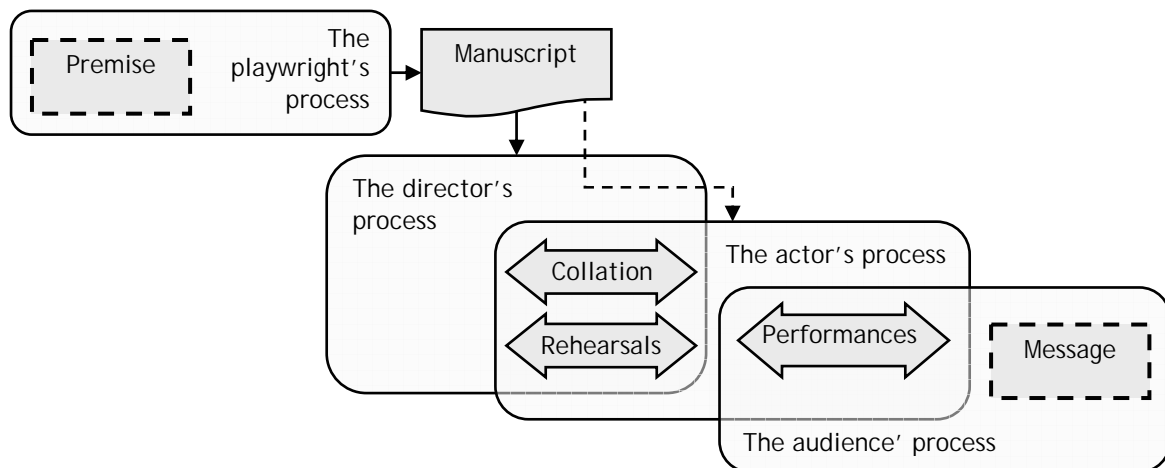 Premise
The
playwright's
process
Manuscript
The director's
process
The actor's process
Collation
Rehearsals
Performances
Message
The audience' process